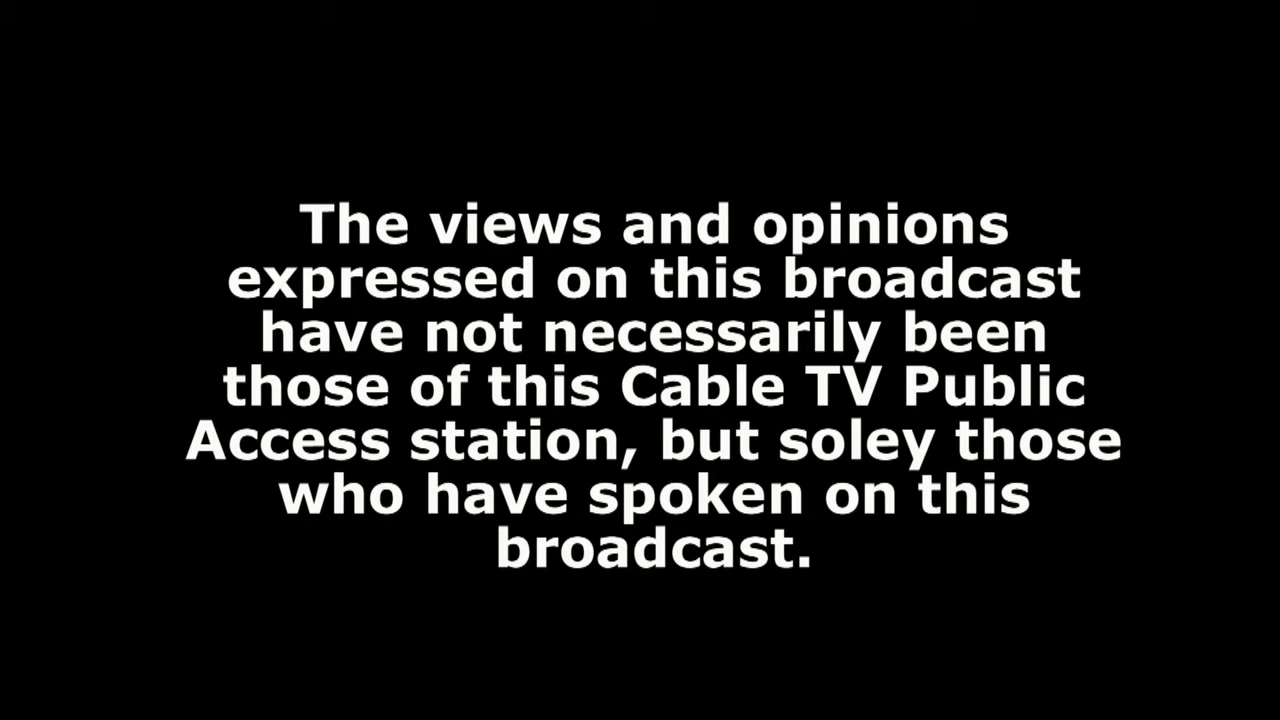 The views and opinions
expressed on this broadcast
have not necessarily been
those of this Cable TV Public
Access station, but soley those
who have spoken on this
broadcast.